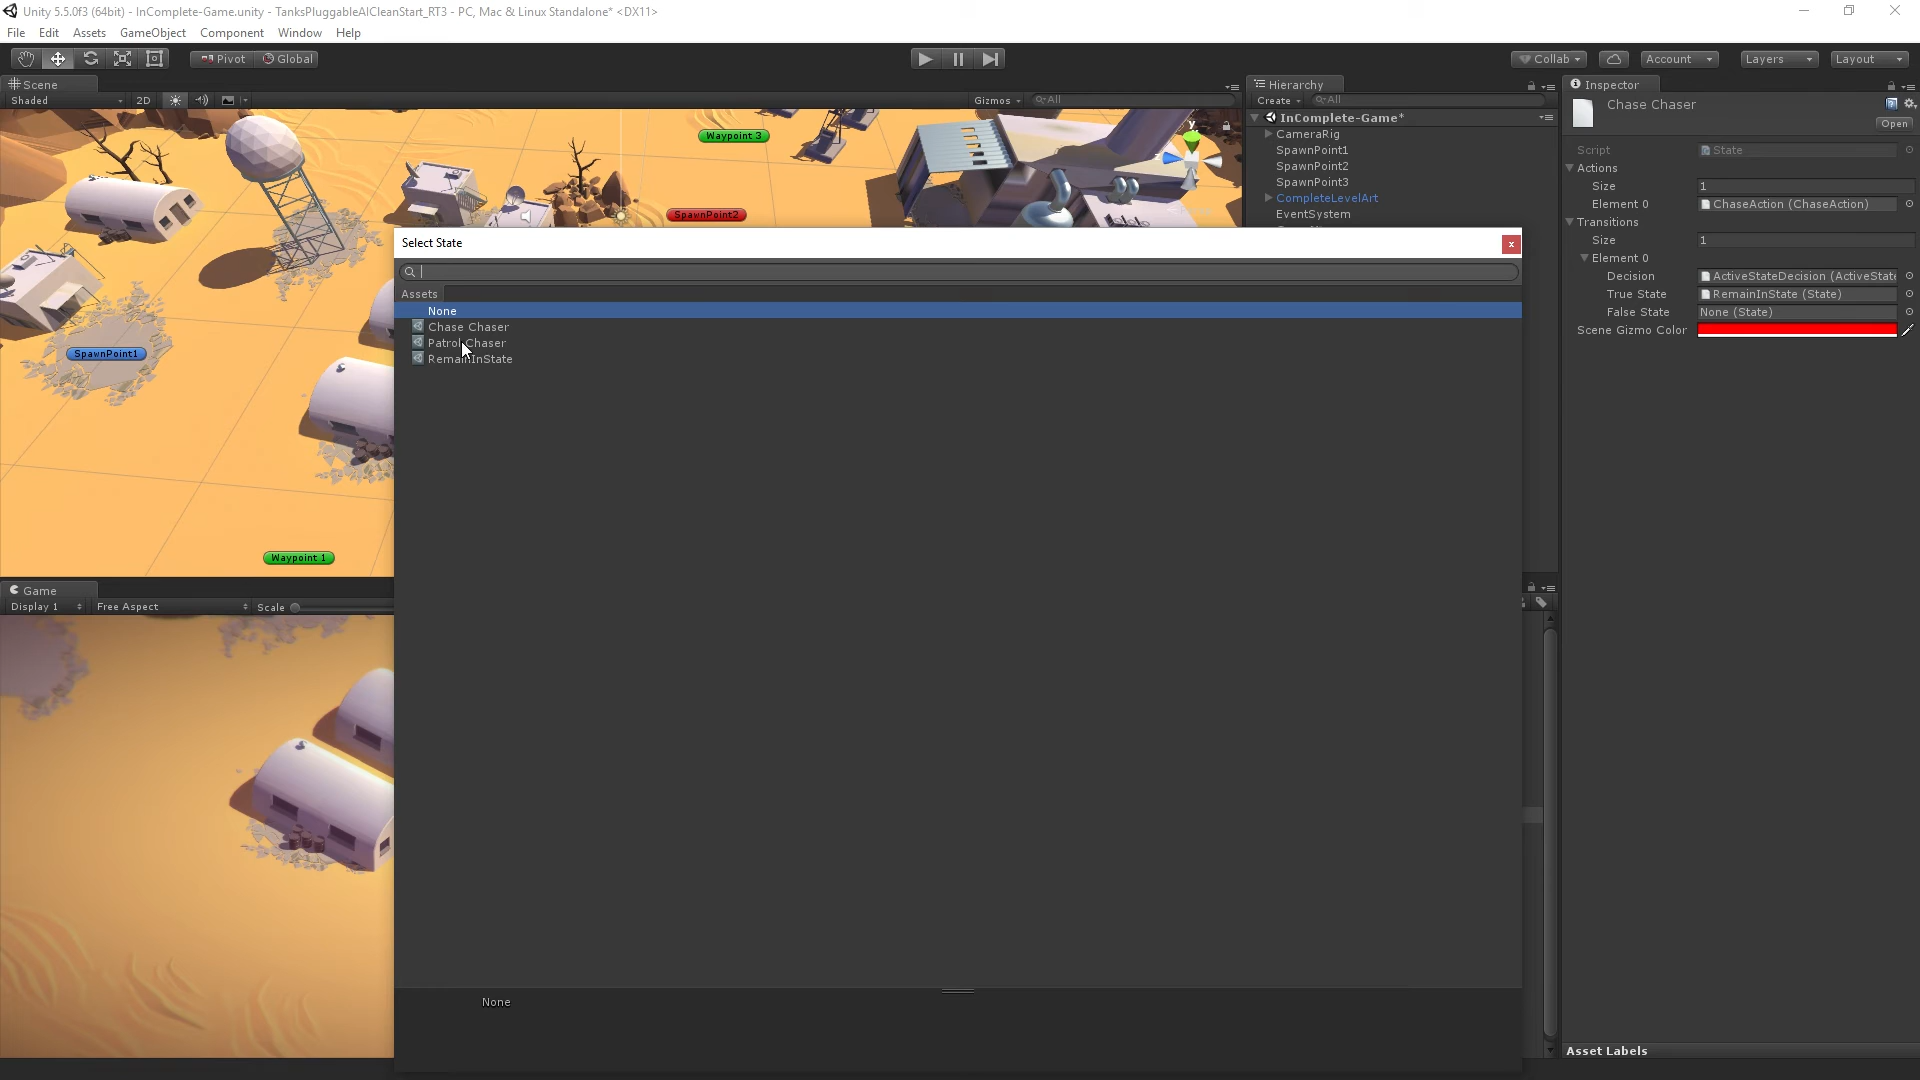 Unity 5.5.0f3 (64bit) - InComplete-Game.unity - TanksPluggableAICleanStart_RT3 - PC, Mac & Linux Standalone* <DX11>
File Edit Assets GameObject Component Window Help
Pivot Global Collab Account Layers Layout
Scene
Shaded 2D Gizmos All
Waypoint 3
SpawnPoint2
SpawnPoint1
Waypoint 1
Hierarchy
Create All
InComplete-Game*
CameraRig
SpawnPoint1
SpawnPoint2
SpawnPoint3
CompleteLevelArt
EventSystem
Select State
x
Assets
None
Chase Chaser
Patrol Chaser
RemainInState
None
Game
Display 1 Free Aspect Scale
Inspector
Chase Chaser
Open
Script State
Actions
Size 1
Element 0 ChaseAction (ChaseAction)
Transitions
Size 1
Element 0
Decision ActiveStateDecision (ActiveState
True State RemainInState (State)
False State None (State)
Scene Gizmo Color
Asset Labels